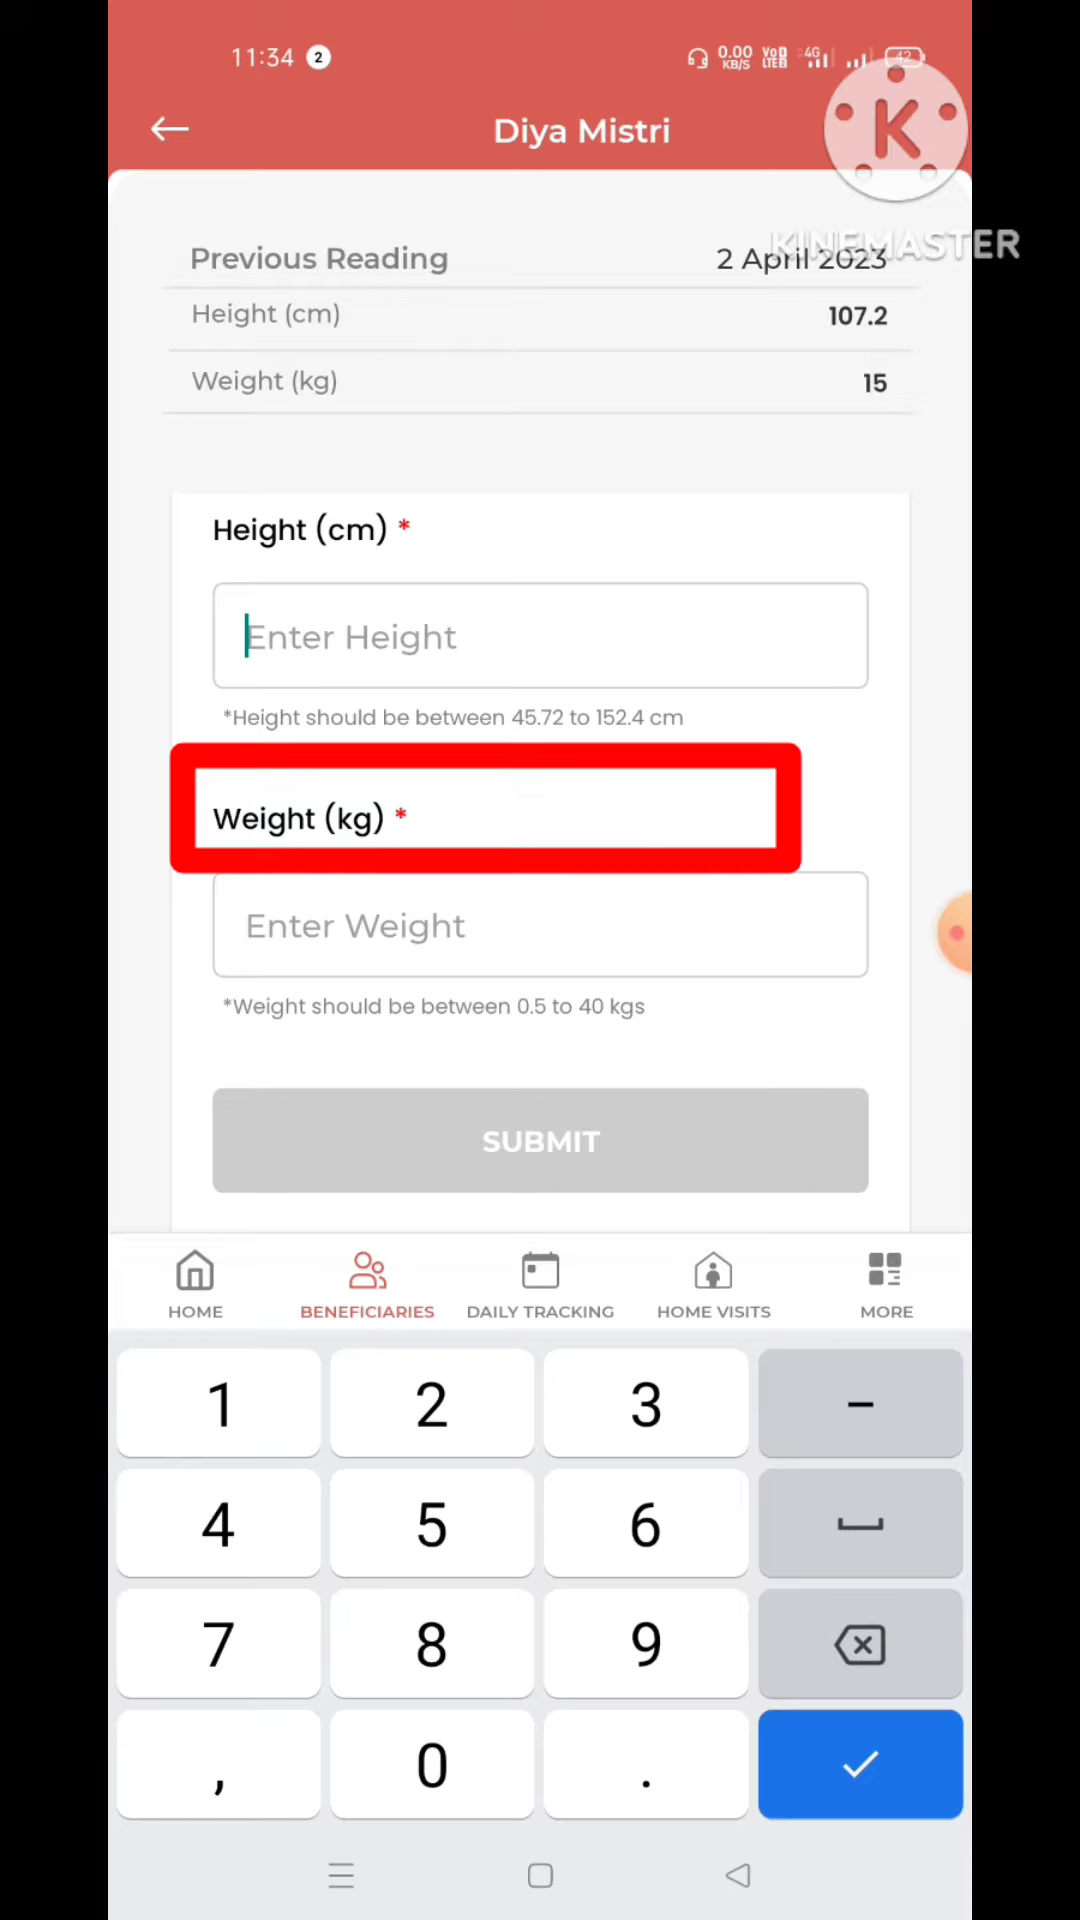 11:34 2 0.00 KB/S VoD LTE 4G 42
Diya Mistri
K
KINEMASTER
Previous Reading 2 April 2023
Height (cm) 107.2
Weight (kg) 15
Height (cm) *
Enter Height
*Height should be between 45.72 to 152.4 cm
Weight (kg) *
Enter Weight
*Weight should be between 0.5 to 40 kgs
SUBMIT
HOME BENEFICIARIES DAILY TRACKING HOME VISITS MORE
1 2 3 –
4 5 6
7 8 9
, 0 .